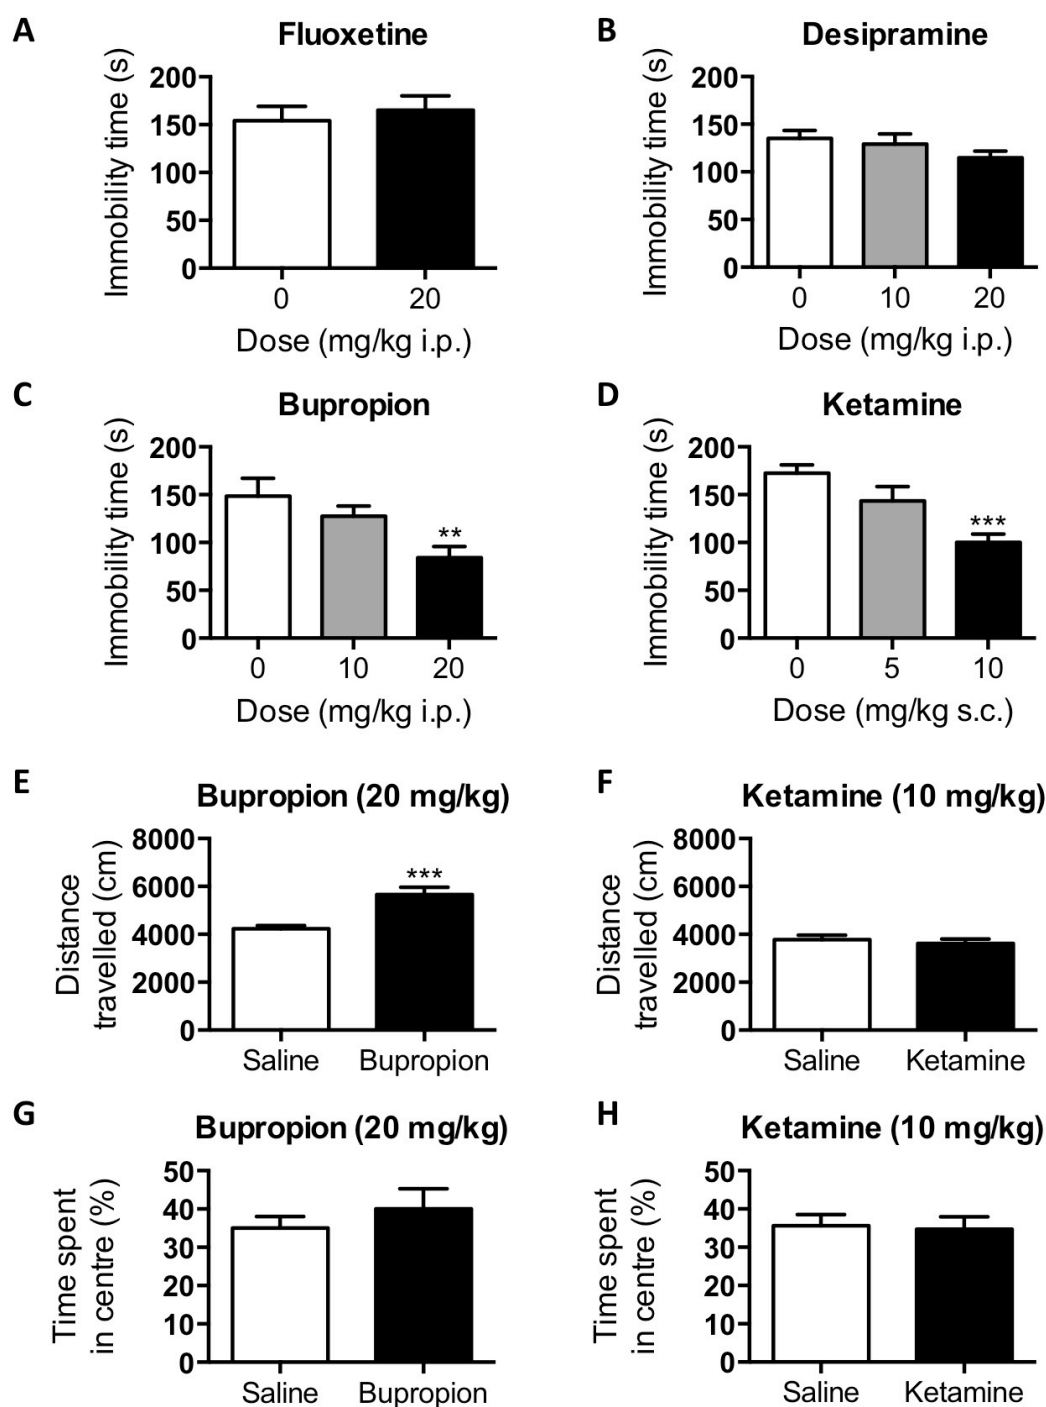 A
Fluoxetine
Immobility time (s)
200
150
100
50
0
0 20
Dose (mg/kg i.p.)
B
Desipramine
Immobility time (s)
200
150
100
50
0
0 10 20
Dose (mg/kg i.p.)
C
Bupropion
Immobility time (s)
200
150
100
50
0
**
0 10 20
Dose (mg/kg i.p.)
D
Ketamine
Immobility time (s)
200
150
100
50
0
***
0 5 10
Dose (mg/kg s.c.)
E
Bupropion (20 mg/kg)
Distance
travelled (cm)
8000
6000
4000
2000
0
***
Saline Bupropion
F
Ketamine (10 mg/kg)
Distance
travelled (cm)
8000
6000
4000
2000
0
Saline Ketamine
G
Bupropion (20 mg/kg)
Time spent
in centre (%)
50
40
30
20
10
0
Saline Bupropion
H
Ketamine (10 mg/kg)
Time spent
in centre (%)
50
40
30
20
10
0
Saline Ketamine